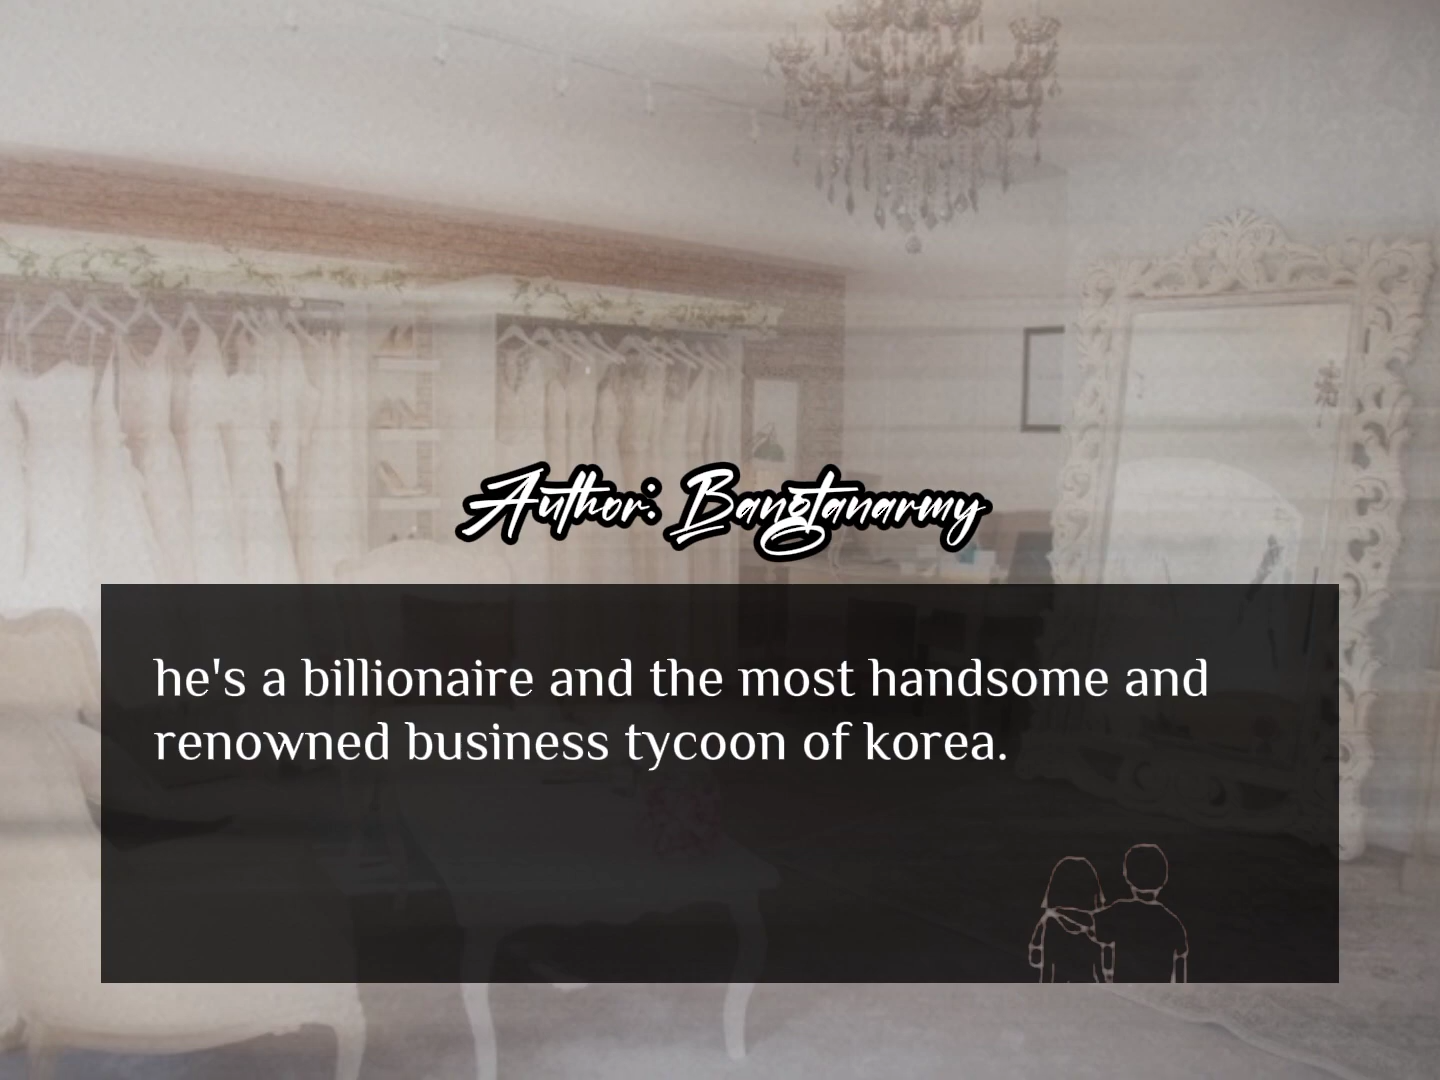 Author: Bangtanarmy
he's a billionaire and the most handsome and
renowned business tycoon of korea.